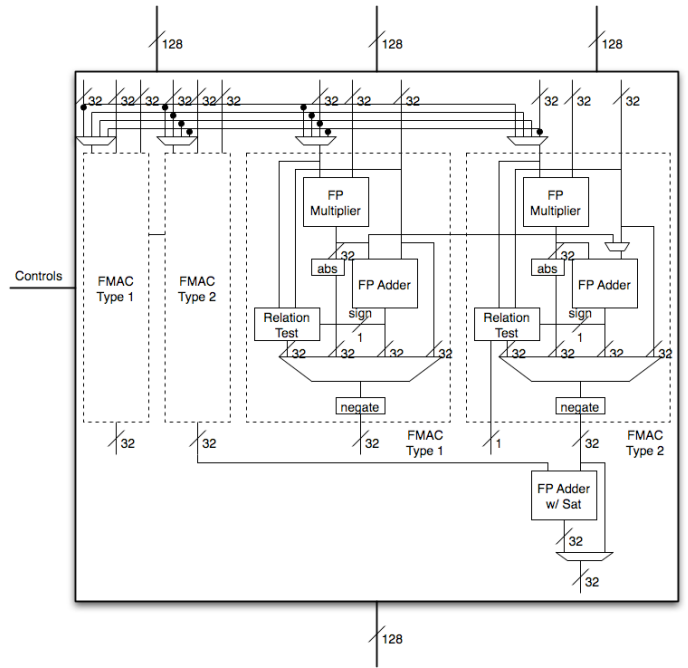 128 128 128
32 32 32 32 32 32 32 32 32 32 32 32
FP
Multiplier
FP
Multiplier
32 32
Controls
FMAC
Type 1
FMAC
Type 2
abs
FP Adder
abs
FP Adder
Relation
Test
sign
1
Relation
Test
sign
1
32 32 32 32 32 32 32 32
negate
negate
32 32 32 FMAC
Type 1
1 32 FMAC
Type 2
FP Adder
w/ Sat
32
32
128